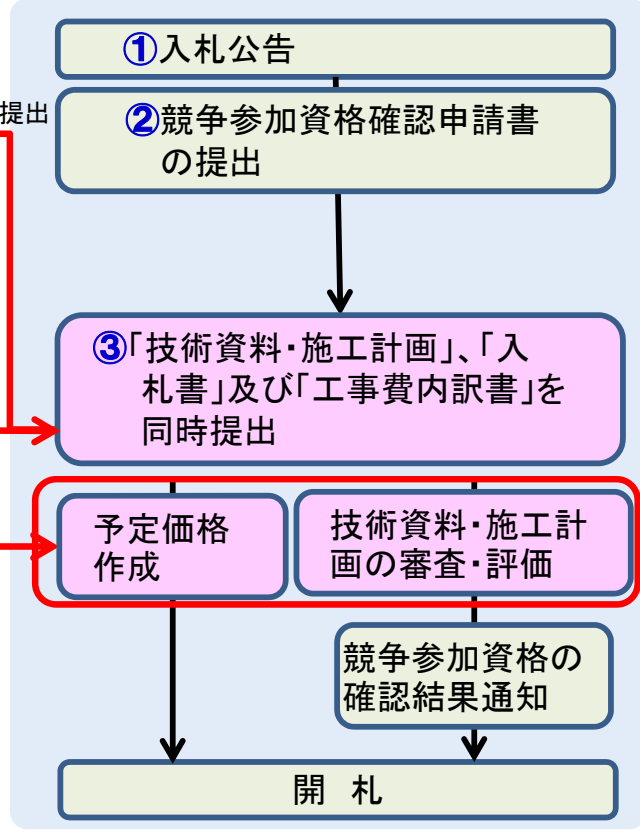 ①入札公告
提出
②競争参加資格確認申請書
の提出
③「技術資料・施工計画」、「入
札書」及び「工事費内訳書」を
同時提出
予定価格
作成
技術資料・施工計
画の審査・評価
競争参加資格の
確認結果通知
開 札